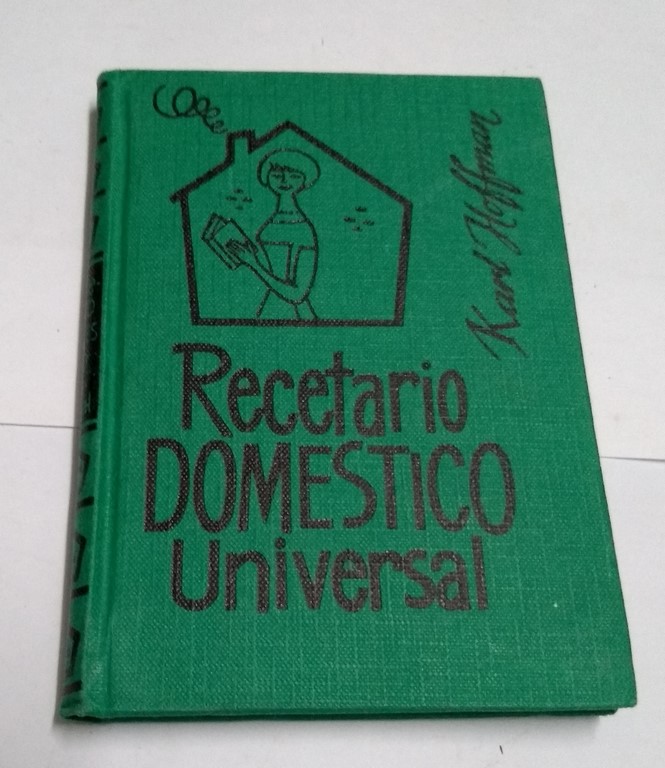 Karl Hoffman
Recetario
DOMESTICO
Universal